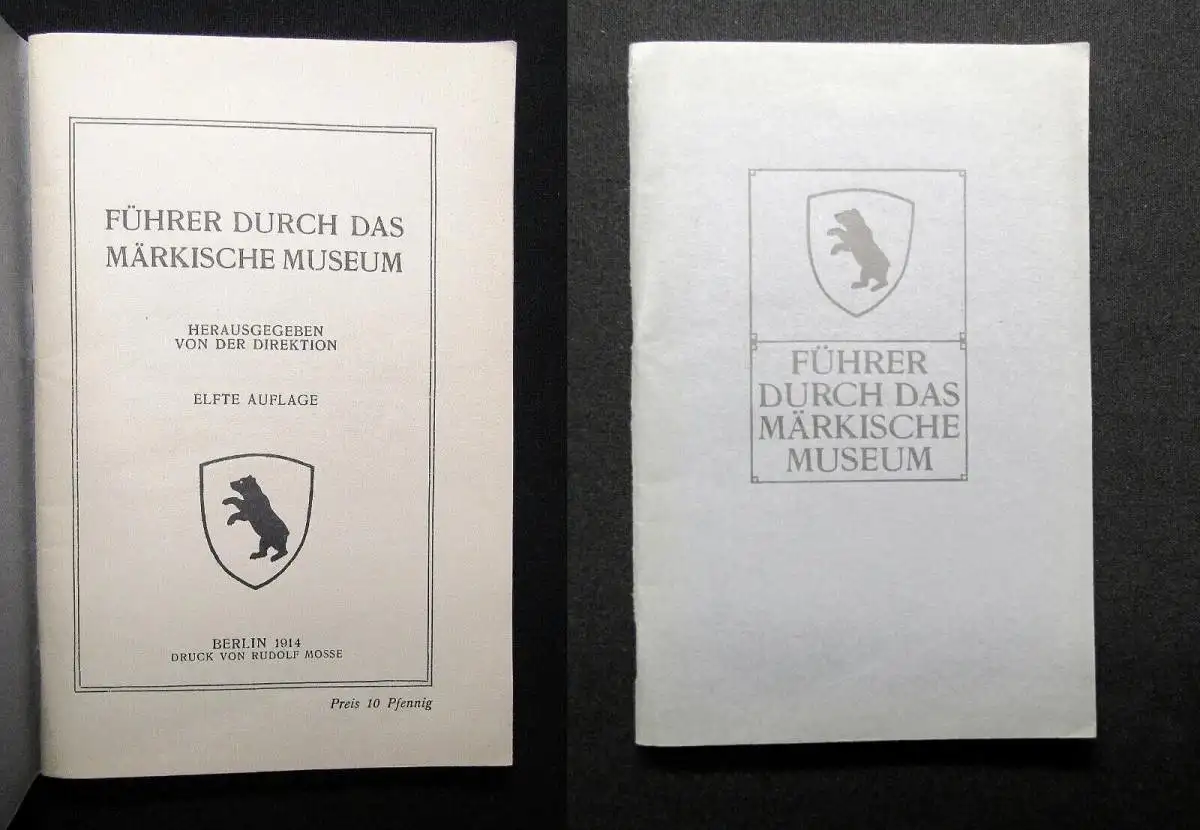 FÜHRER DURCH DAS
MÄRKISCHE MUSEUM
HERAUSGEGEBEN
VON DER DIREKTION
ELFTE AUFLAGE
BERLIN 1914
DRUCK VON RUDOLF MOSSE
Preis 10 Pfennig
FÜHRER
DURCH DAS
MÄRKISCHE
MUSEUM